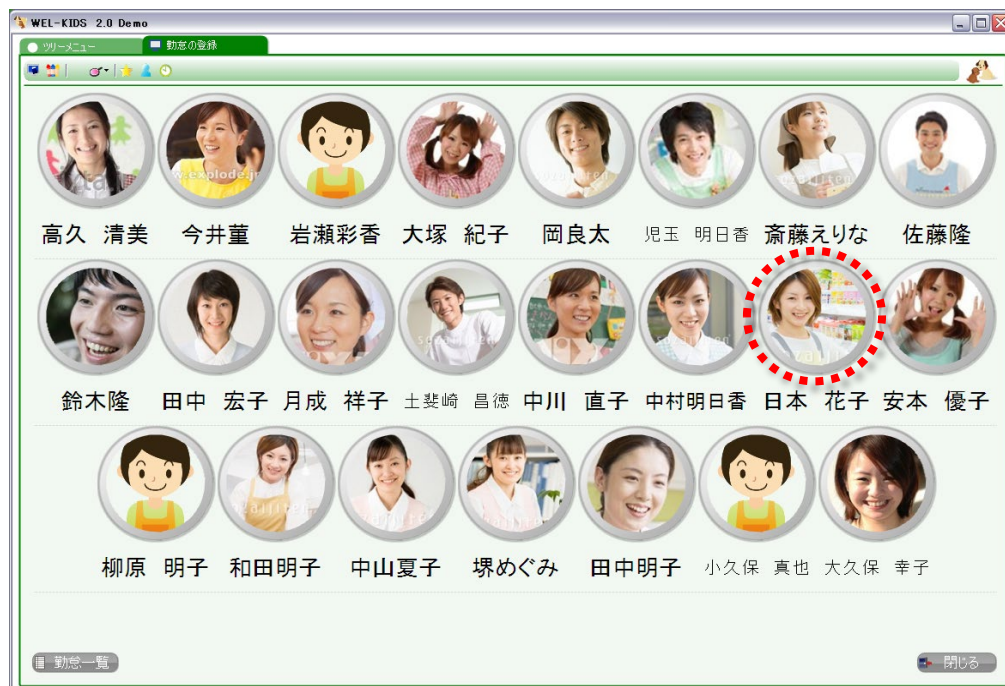 WEL-KIDS 2.0 Demo
ツリーメニュー 勤怠の登録
高久 清美 今井菫 岩瀬彩香 大塚 紀子 岡良太 児玉 明日香 斎藤えりな 佐藤隆
鈴木隆 田中 宏子 月成 祥子 土斐崎 昌徳 中川 直子 中村明日香 日本 花子 安本 優子
柳原 明子 和田明子 中山夏子 堺めぐみ 田中明子 小久保 真也 大久保 幸子
勤怠一覧 閉じる